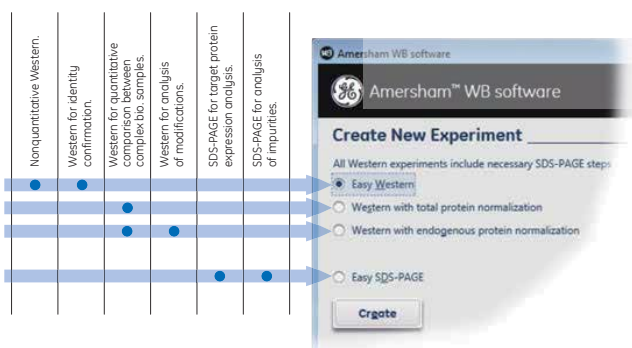 Nonquantitative Western.
Western for identity
confirmation.
Western for quantitative
comparison between
complex bio. samples.
Western for analysis
of modifications.
SDS-PAGE for target protein
expression analysis.
SDS-PAGE for analysis
of impurities.
WB Amersham WB software
GE
Amersham™ WB software
Create New Experiment
All Western experiments include necessary SDS-PAGE steps
Easy Western
Western with total protein normalization
Western with endogenous protein normalization
Easy SDS-PAGE
Create